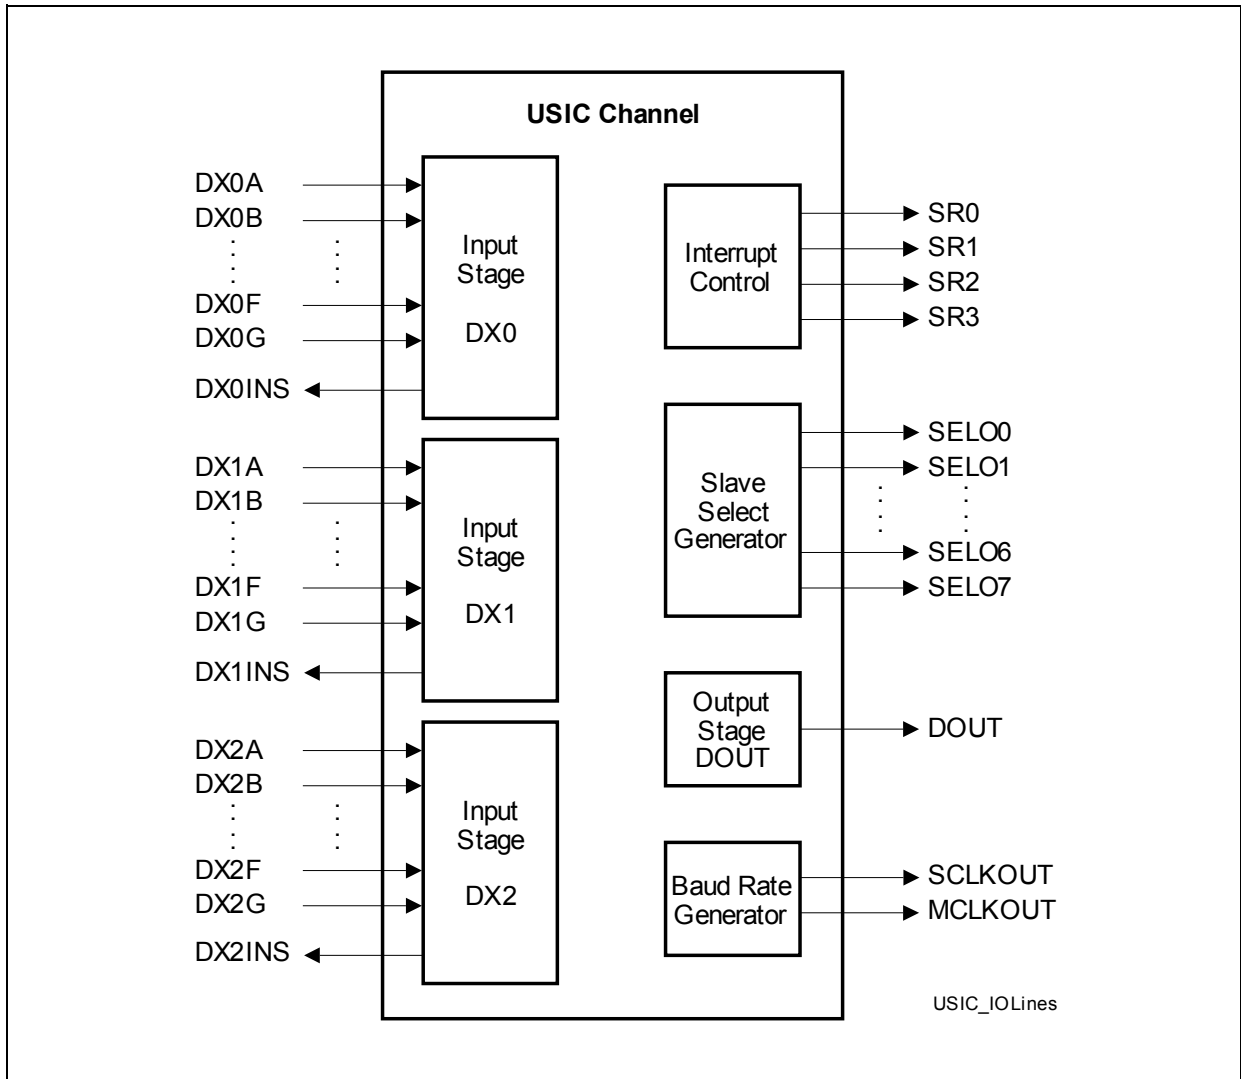 USIC Channel
DX0A
DX0B
DX0F
DX0G
DX0INS
Input
Stage
DX0
DX1A
DX1B
DX1F
DX1G
DX1INS
Input
Stage
DX1
DX2A
DX2B
DX2F
DX2G
DX2INS
Input
Stage
DX2
Interrupt
Control
SR0
SR1
SR2
SR3
Slave
Select
Generator
SELO0
SELO1
SELO6
SELO7
Output
Stage
DOUT
DOUT
Baud Rate
Generator
SCLKOUT
MCLKOUT
USIC_IOLines